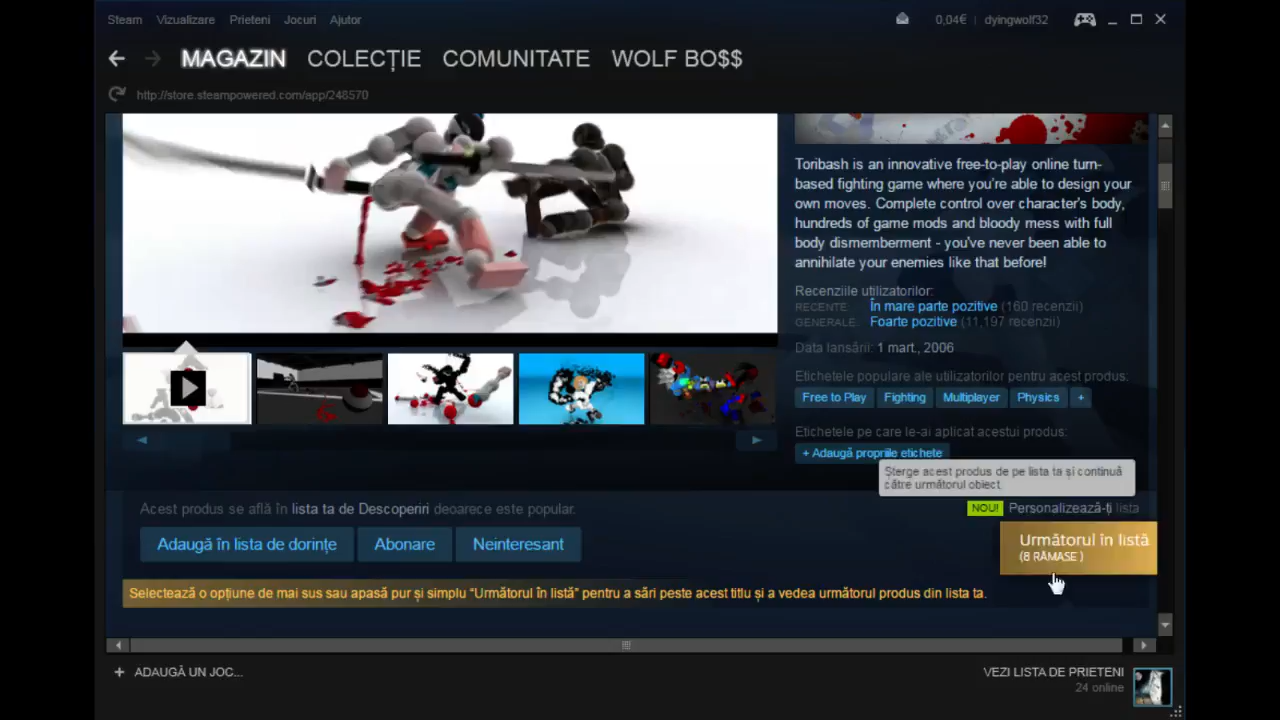 Steam Vizualizare Prieteni Jocuri Ajutor
0,04€ | dyingwolf32
MAGAZIN COLECȚIE COMUNITATE WOLF BO$$
http://store.steampowered.com/app/248570
Toribash is an innovative free-to-play online turn-
based fighting game where you're able to design your
own moves. Complete control over character's body,
hundreds of game mods and bloody mess with full
body dismemberment - you've never been able to
annihilate your enemies like that before!
Recenziile utilizatorilor:
RECENTE: În mare parte pozitive (160 recenzii)
GENERALE: Foarte pozitive (11,197 recenzii)
Data lansării: 1 mart., 2006
Etichetele populare ale utilizatorilor pentru acest produs:
Free to Play Fighting Multiplayer Physics +
Etichetele pe care le-ai aplicat acestui produs:
+ Adaugă propriile etichete
Șterge acest produs de pe lista ta și continuă
către următorul obiect.
Acest produs se află în lista ta de Descoperiri deoarece este popular.
NOU! Personalizează-ți lista
Adaugă în lista de dorințe Abonare Neinteresant
Următorul în listă
(8 RĂMASE )
Selectează o opțiune de mai sus sau apasă pur și simplu "Următorul în listă" pentru a sări peste acest titlu și a vedea următorul produs din lista ta.
+ ADAUGĂ UN JOC...
VEZI LISTA DE PRIETENI
24 online